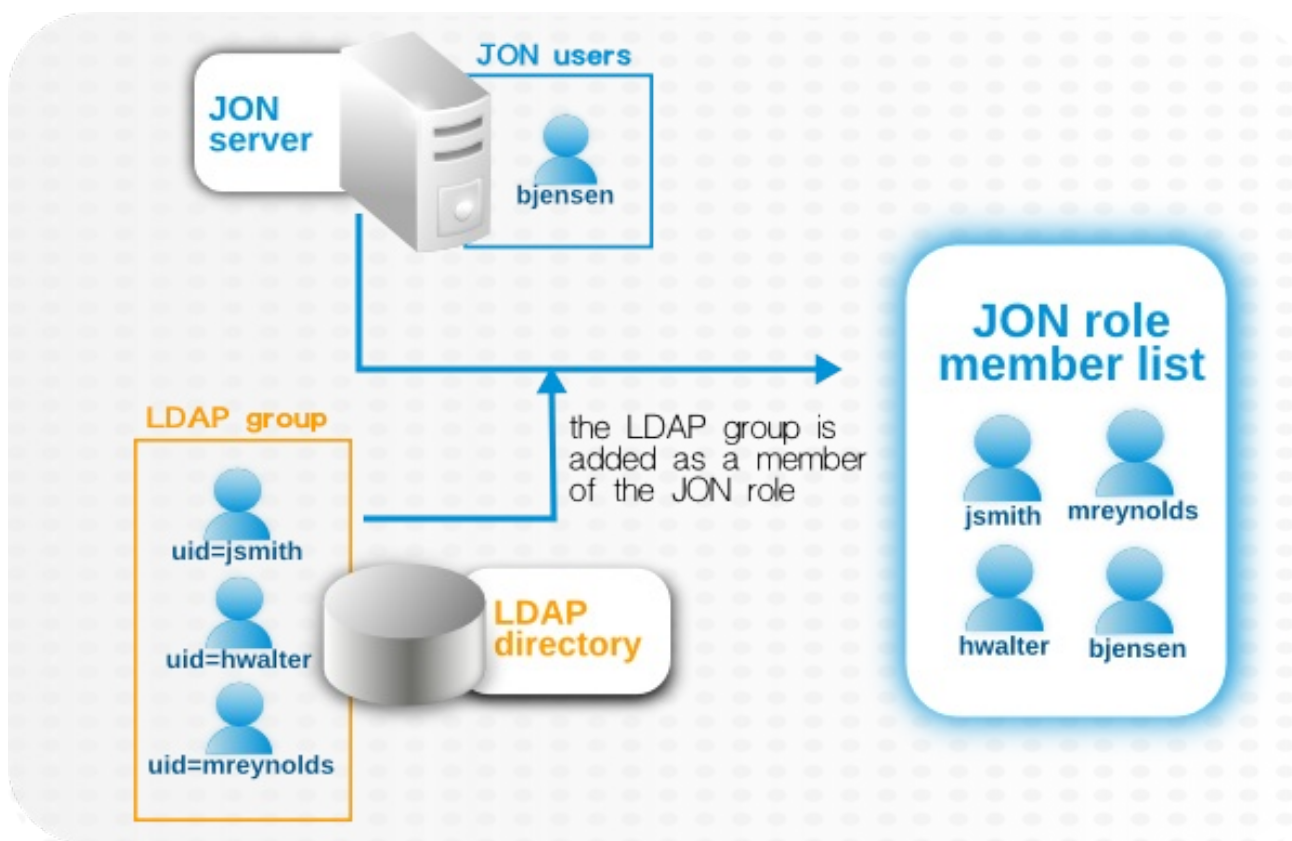 JON users
JON
server
bjensen
LDAP group
the LDAP group is
added as a member
of the JON role
uid=jsmith
uid=hwalter
uid=mreynolds
LDAP
directory
JON role
member list
jsmith
mreynolds
hwalter
bjensen